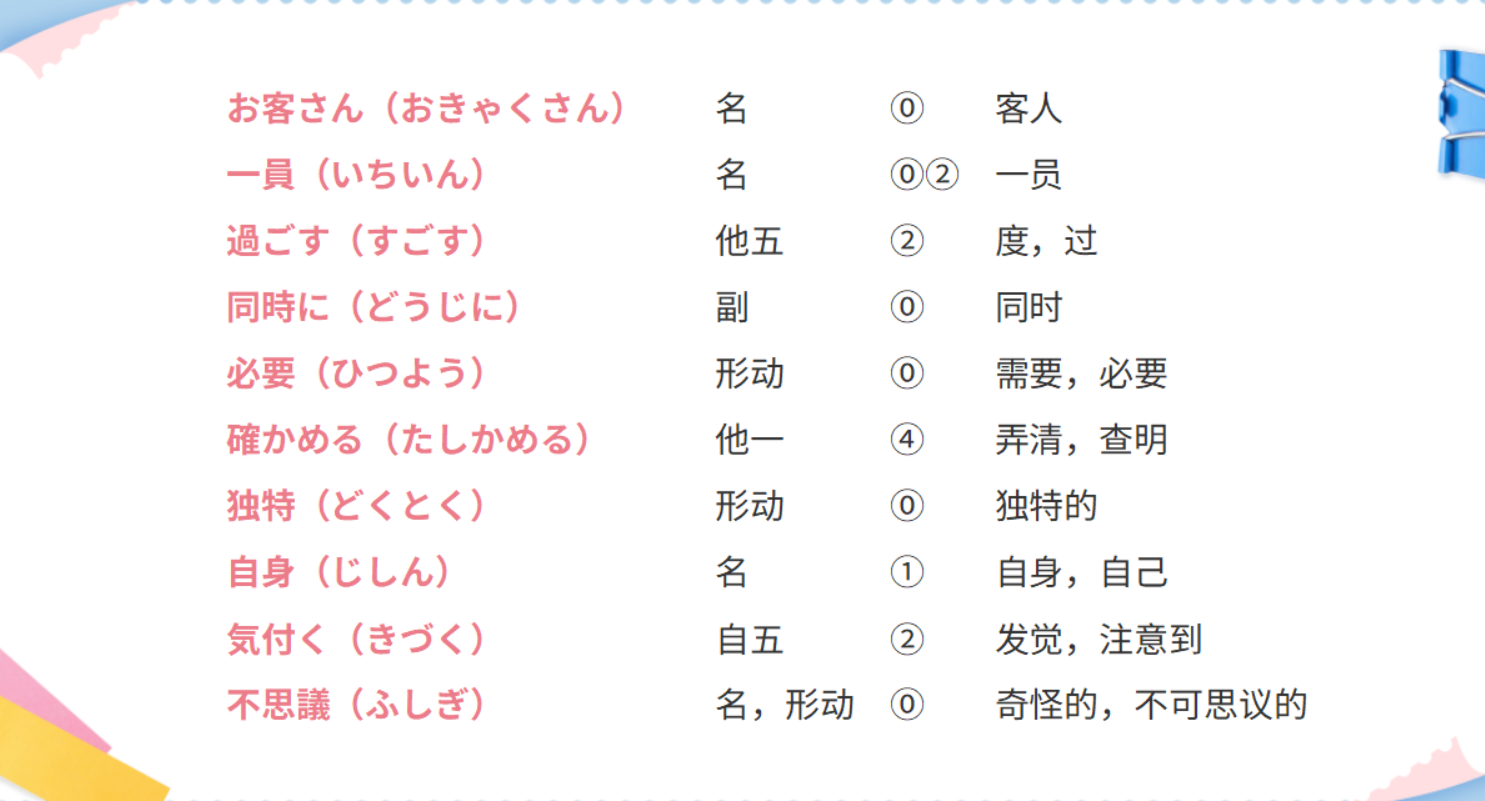 お客さん（おきゃくさん） 名 ⓪ 客人
一員（いちいん） 名 ⓪② 一员
過ごす（すごす） 他五 ② 度，过
同時に（どうじに） 副 ⓪ 同时
必要（ひつよう） 形动 ⓪ 需要，必要
確かめる（たしかめる） 他一 ④ 弄清，查明
独特（どくとく） 形动 ⓪ 独特的
自身（じしん） 名 ① 自身，自己
気付く（きづく） 自五 ② 发觉，注意到
不思議（ふしぎ） 名，形动 ⓪ 奇怪的，不可思议的